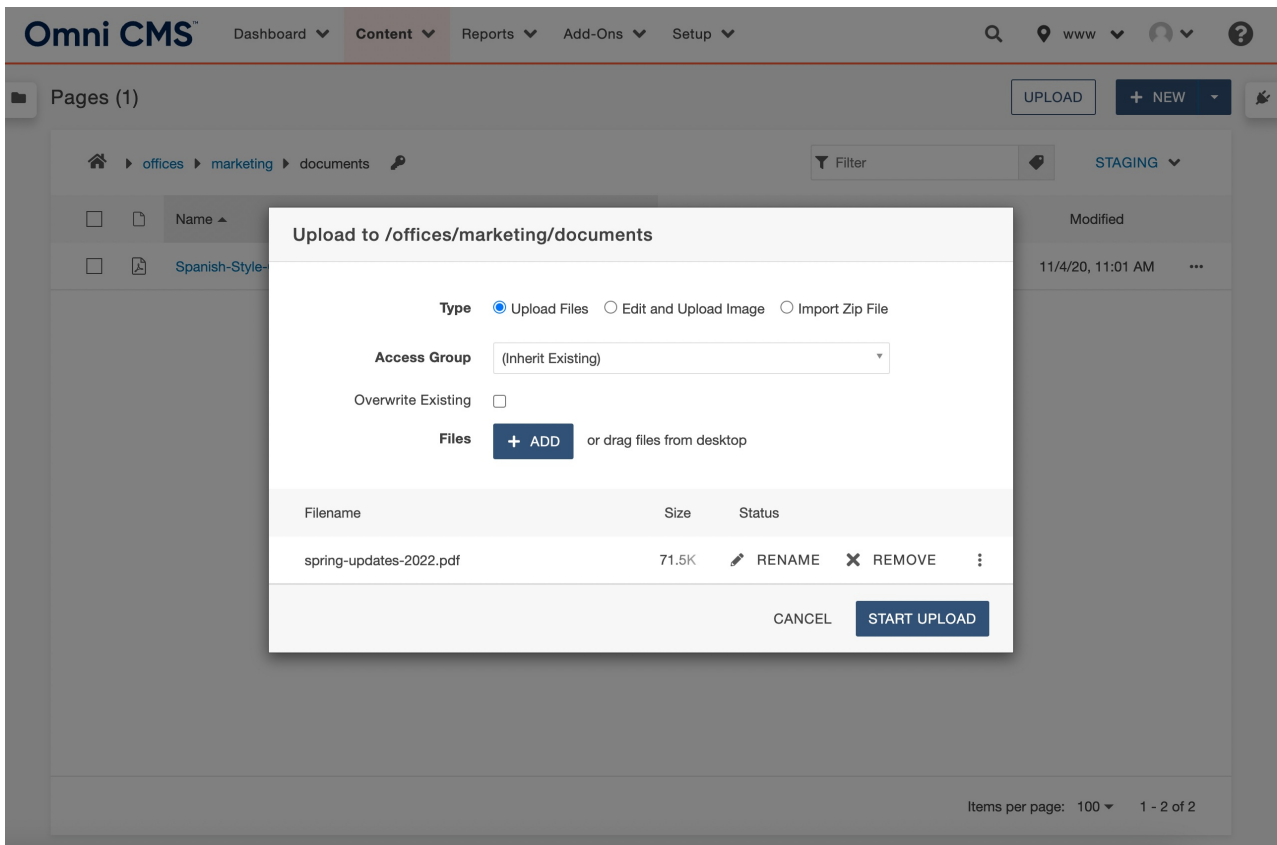 Omni CMS™ Dashboard Content Reports Add-Ons Setup www
Pages (1) UPLOAD + NEW
offices marketing documents Filter STAGING
Name Modified
Upload to /offices/marketing/documents
Spanish-Style- 11/4/20, 11:01 AM
Type Upload Files Edit and Upload Image Import Zip File
Access Group (Inherit Existing)
Overwrite Existing
Files + ADD or drag files from desktop
Filename Size Status
spring-updates-2022.pdf 71.5K RENAME REMOVE
CANCEL START UPLOAD
Items per page: 100 1 - 2 of 2